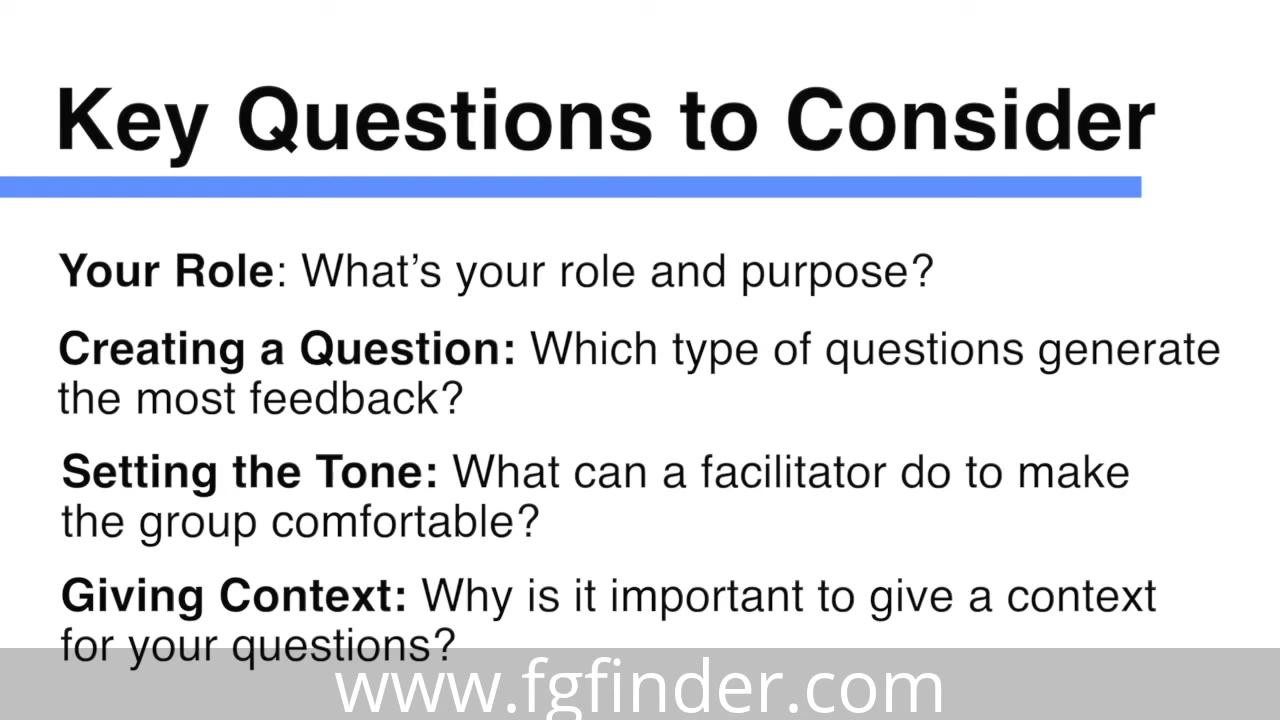 Key Questions to Consider
Your Role: What’s your role and purpose?
Creating a Question: Which type of questions generate
the most feedback?
Setting the Tone: What can a facilitator do to make
the group comfortable?
Giving Context: Why is it important to give a context
for your questions?
www.fgfinder.com